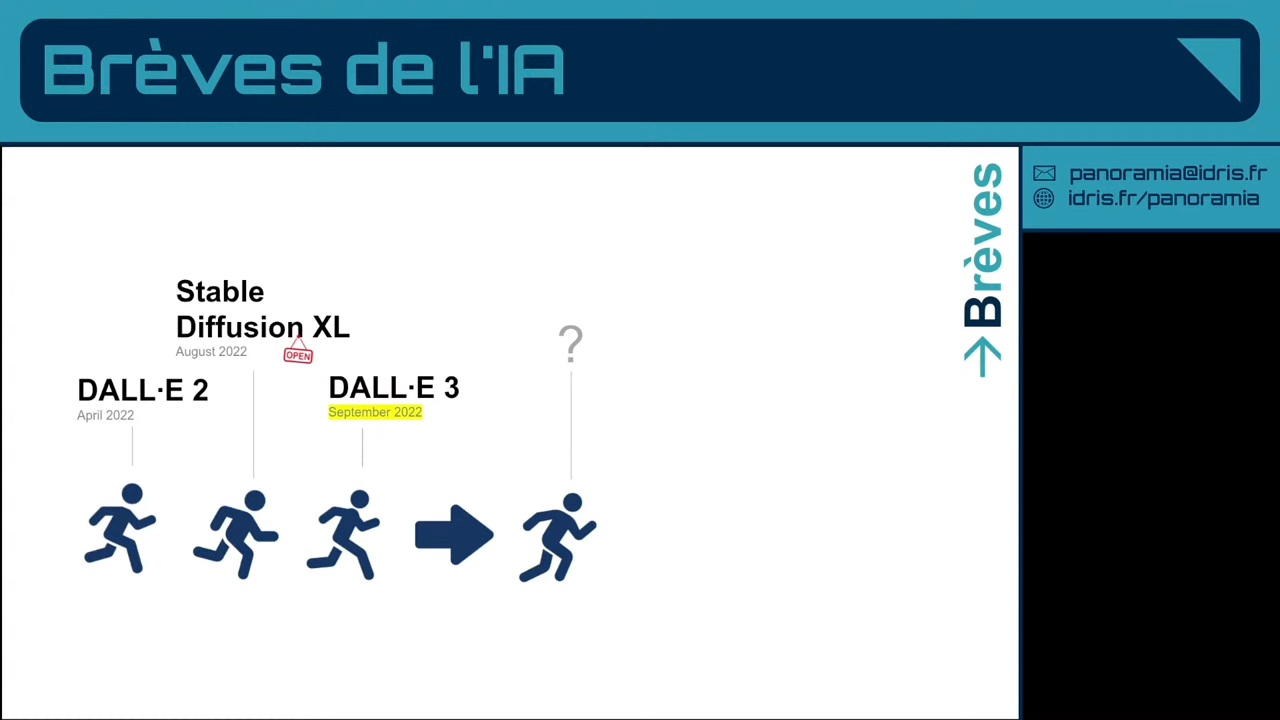 Brèves de l'IA
panoramia@idris.fr
idris.fr/panoramia
Brèves
Stable
Diffusion XL
August 2022
OPEN
DALL·E 2
April 2022
DALL·E 3
September 2022
?